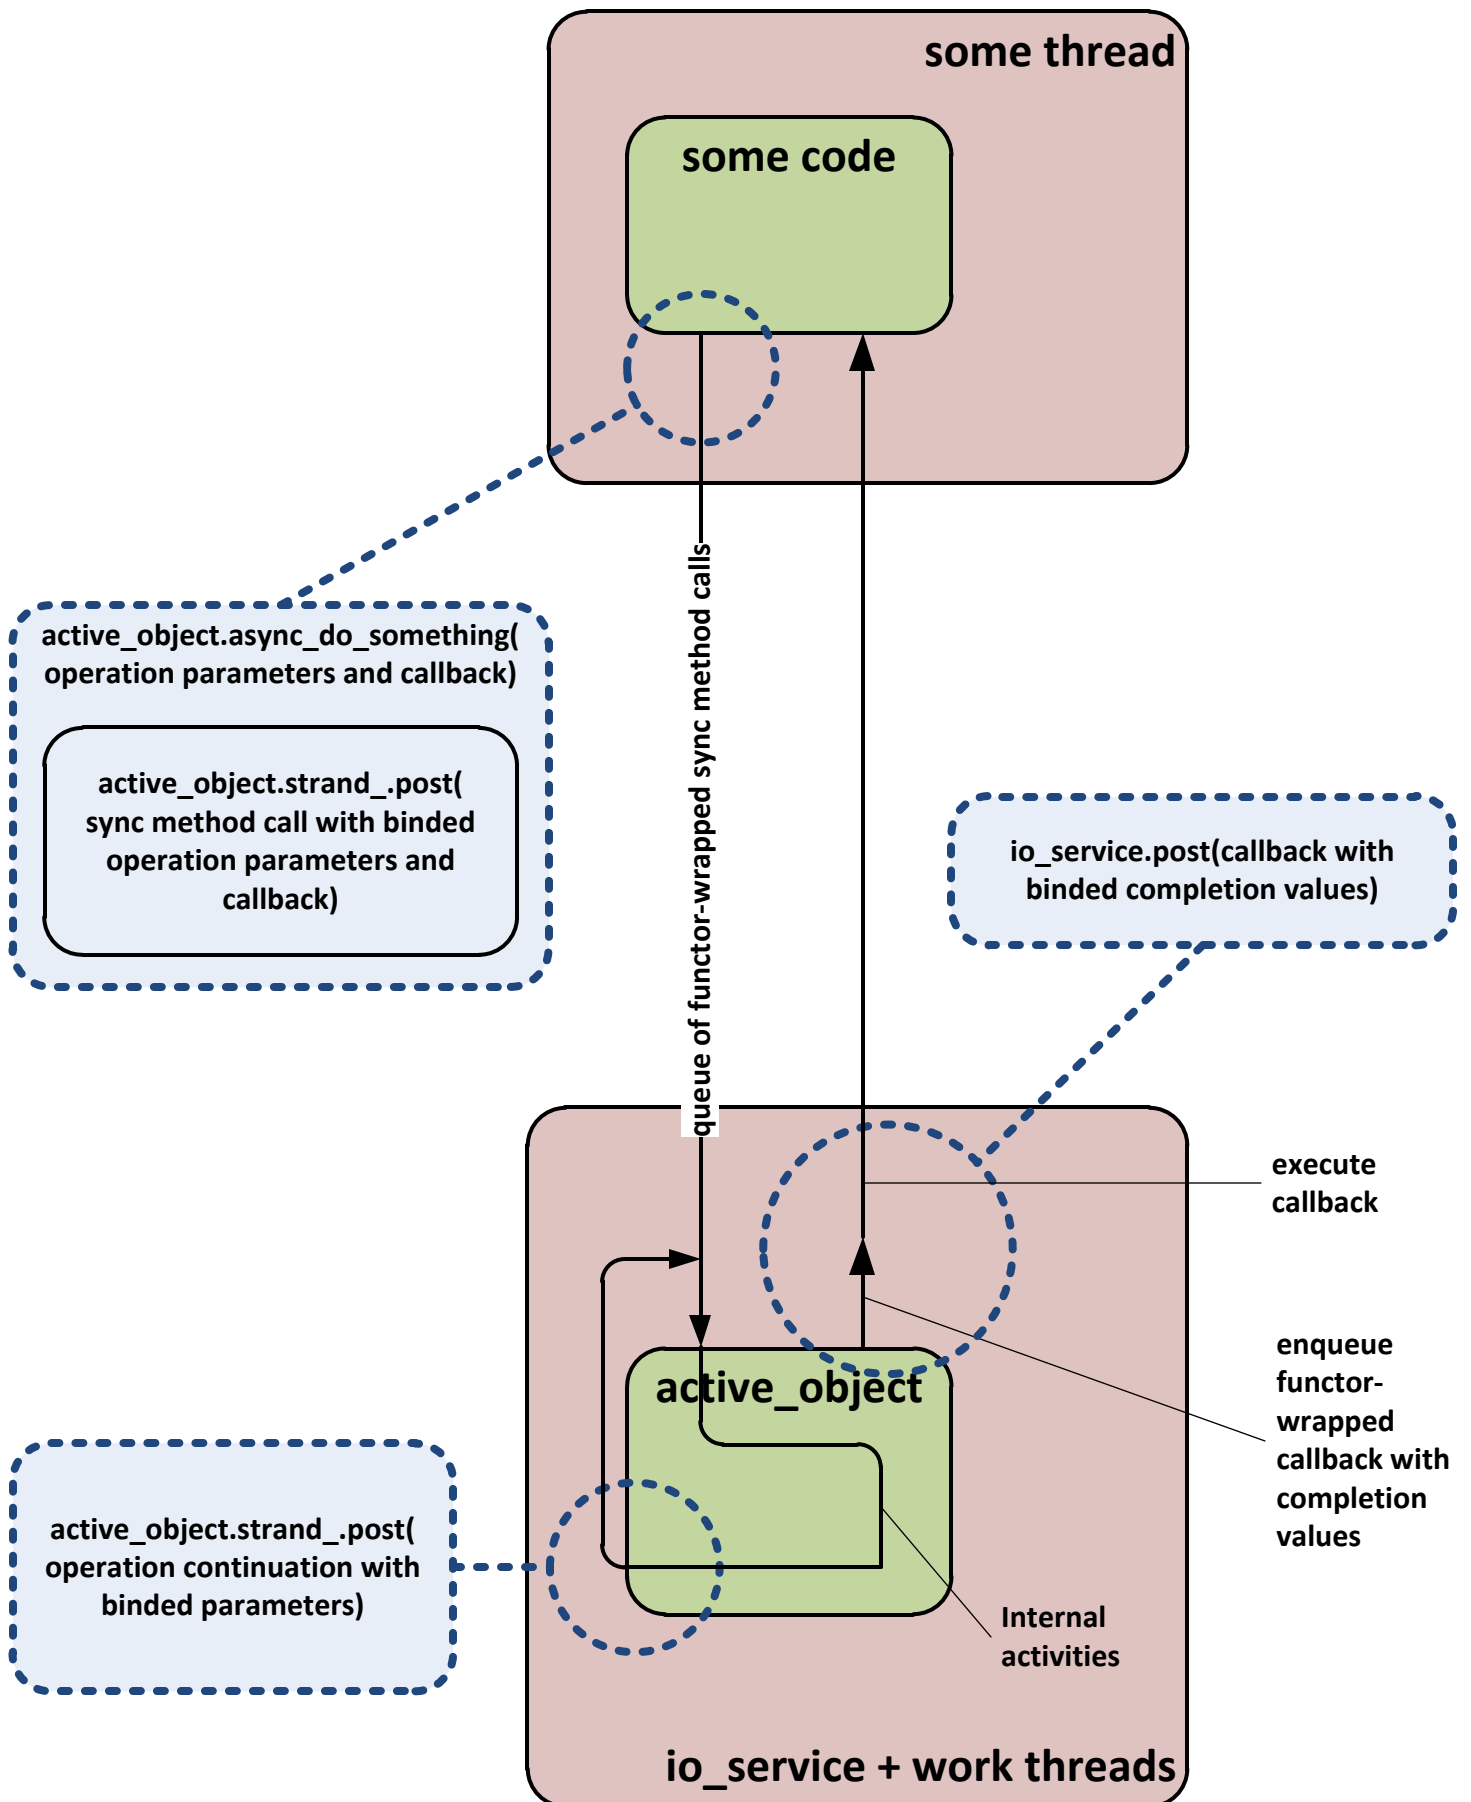 some thread
some code
active_object.async_do_something(
operation parameters and callback)
active_object.strand_.post(
sync method call with binded
operation parameters and
callback)
queue of functor-wrapped sync method calls
io_service.post(callback with
binded completion values)
execute
callback
enqueue
functor-
wrapped
callback with
completion
values
active_object
active_object.strand_.post(
operation continuation with
binded parameters)
Internal
activities
io_service + work threads